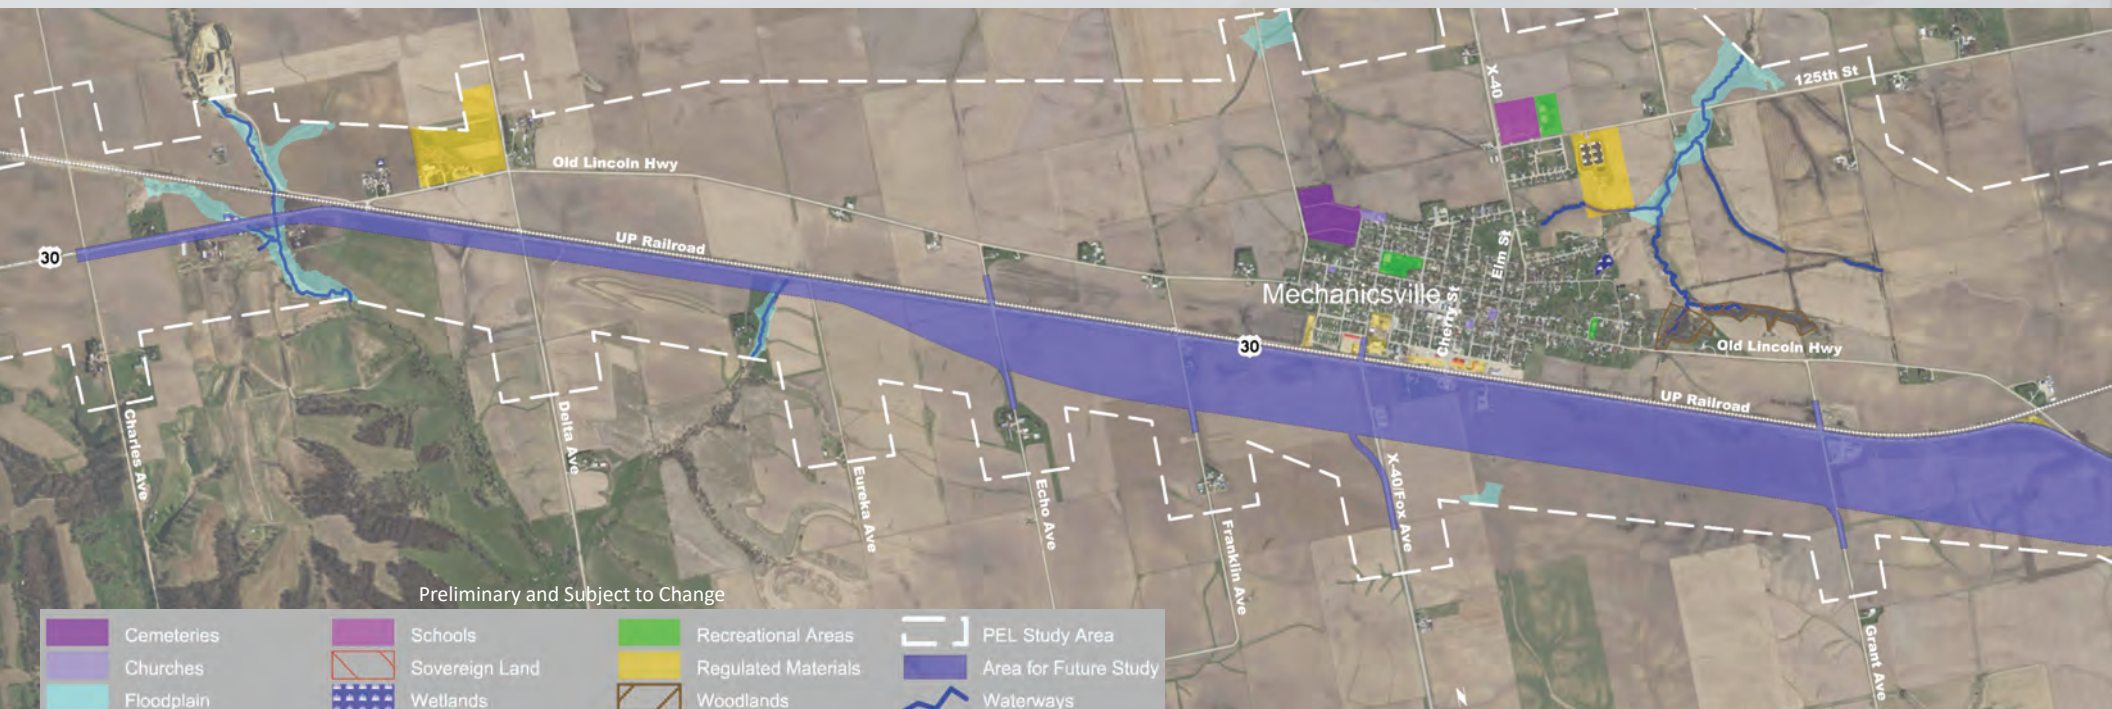 X-40
125th St
Old Lincoln Hwy
UP Railroad
30
Elm St
Mechanicsville
Cherry St
30
Old Lincoln Hwy
UP Railroad
Charles Ave
Delta Ave
Eureka Ave
Echo Ave
Franklin Ave
X-40/Fox Ave
Grant Ave
Preliminary and Subject to Change
Cemeteries
Schools
Recreational Areas
PEL Study Area
Churches
Sovereign Land
Regulated Materials
Area for Future Study
Floodplain
Wetlands
Woodlands
Waterways